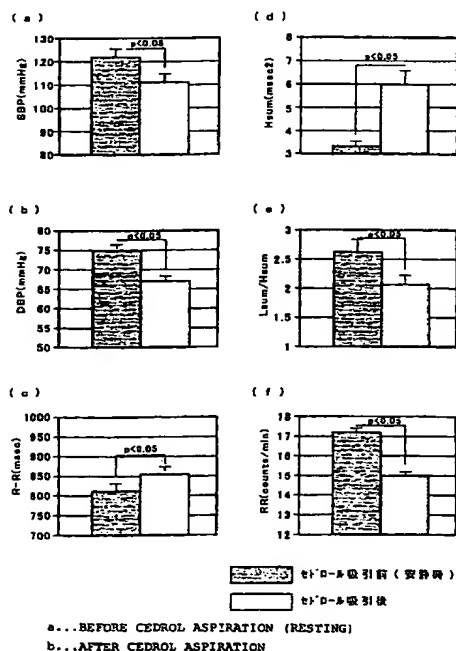 (a)
p<0.05
SBP(mmHg)
130
120
110
100
90
80
(d)
p<0.05
Hsum(msec2)
8
7
6
5
4
3
(b)
p<0.05
DBP(mmHg)
80
75
70
65
60
55
50
(e)
p<0.05
Lsum/Hsum
3
2.5
2
1.5
1
(c)
p<0.05
R-R(msec)
1000
950
900
850
800
750
700
(f)
p<0.05
RR(counts/min)
18
17
16
15
14
13
12
セドロール吸引前(安静時)
セドロール吸引後
a...BEFORE CEDROL ASPIRATION (RESTING)
b...AFTER CEDROL ASPIRATION